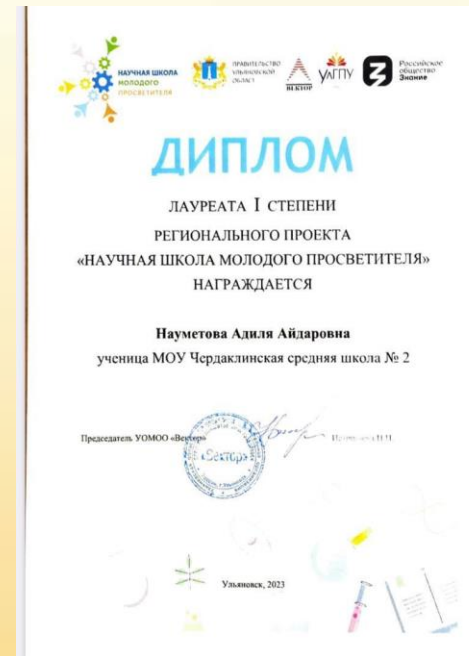 НАУЧНАЯ ШКОЛА
МОЛОДОГО
ПРОСВЕТИТЕЛЯ
ПРАВИТЕЛЬСТВО
УЛЬЯНОВСКОЙ
ОБЛАСТ
ВЕКТОР
УлГПУ
Российское
общество
Знание
ДИПЛОМ
ЛАУРЕАТА I СТЕПЕНИ
РЕГИОНАЛЬНОГО ПРОЕКТА
«НАУЧНАЯ ШКОЛА МОЛОДОГО ПРОСВЕТИТЕЛЯ»
НАГРАЖДАЕТСЯ
Науметова Адиля Айдаровна
ученица МОУ Чердаклинская средняя школа № 2
Председатель УОМОО «Вектор»
«Вектор»
Ульяновск, 2023